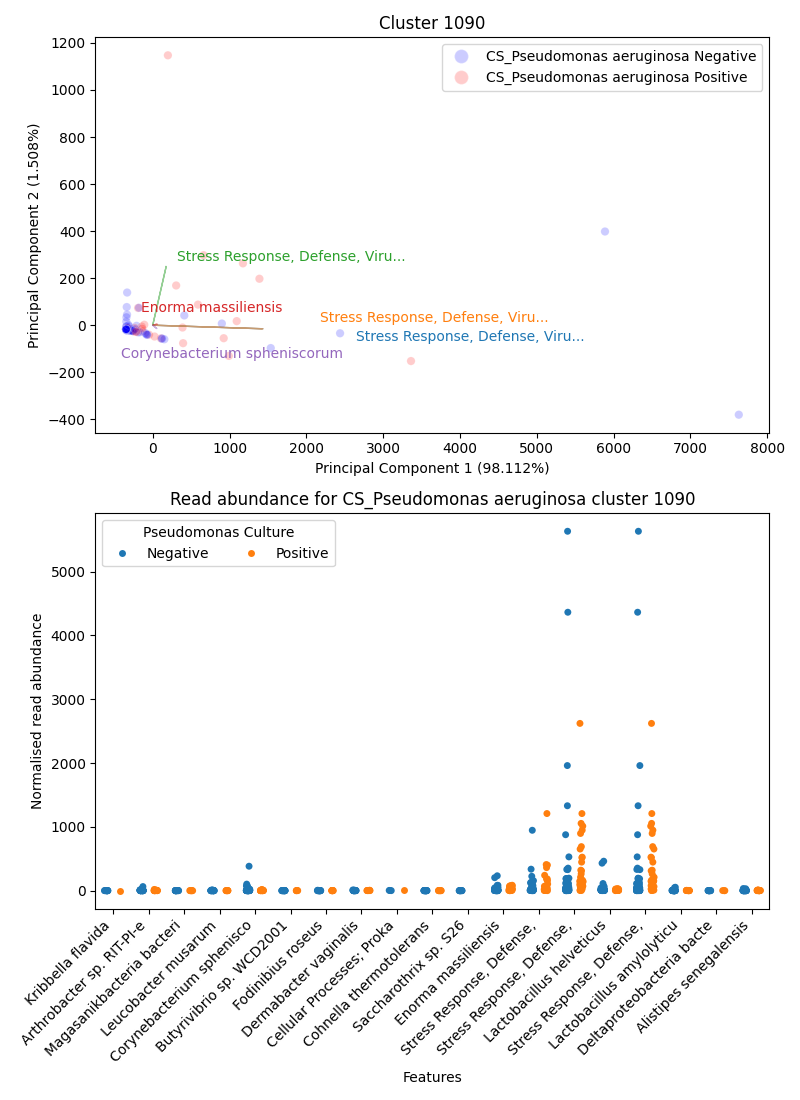 Cluster 1090
1200
1000
800
600
400
200
0
−200
−400
Principal Component 2 (1.508%)
CS_Pseudomonas aeruginosa Negative
CS_Pseudomonas aeruginosa Positive
Stress Response, Defense, Viru...
Enorma massiliensis
Stress Response, Defense, Viru...
Stress Response, Defense, Viru...
Corynebacterium spheniscorum
0 1000 2000 3000 4000 5000 6000 7000 8000
Principal Component 1 (98.112%)
Read abundance for CS_Pseudomonas aeruginosa cluster 1090
Pseudomonas Culture
Negative Positive
5000
4000
3000
2000
1000
0
Normalised read abundance
Kribbella flavida
Arthrobacter sp. RIT-PI-e
Magasanikbacteria bacteri
Leucobacter musarum
Corynebacterium sphenisco
Butyrivibrio sp. WCD2001
Fodinibius roseus
Dermabacter vaginalis
Cellular Processes; Proka
Cohnella thermotolerans
Saccharothrix sp. S26
Enorma massiliensis
Stress Response, Defense,
Stress Response, Defense,
Lactobacillus helveticus
Stress Response, Defense,
Lactobacillus amylolyticu
Deltaproteobacteria bacte
Alistipes senegalensis
Features